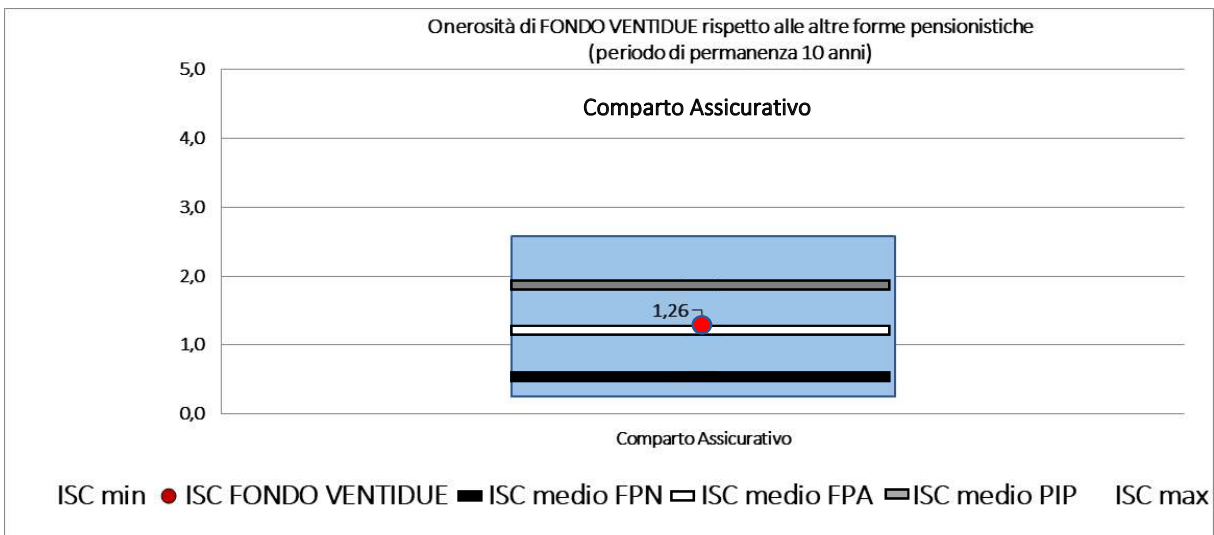 Onerosità di FONDO VENTIDUE rispetto alle altre forme pensionistiche
(periodo di permanenza 10 anni)
5,0
Comparto Assicurativo
4,0
3,0
2,0
1,26
1,0
0,0
Comparto Assicurativo
ISC min ISC FONDO VENTIDUE ISC medio FPN ISC medio FPA ISC medio PIP ISC max